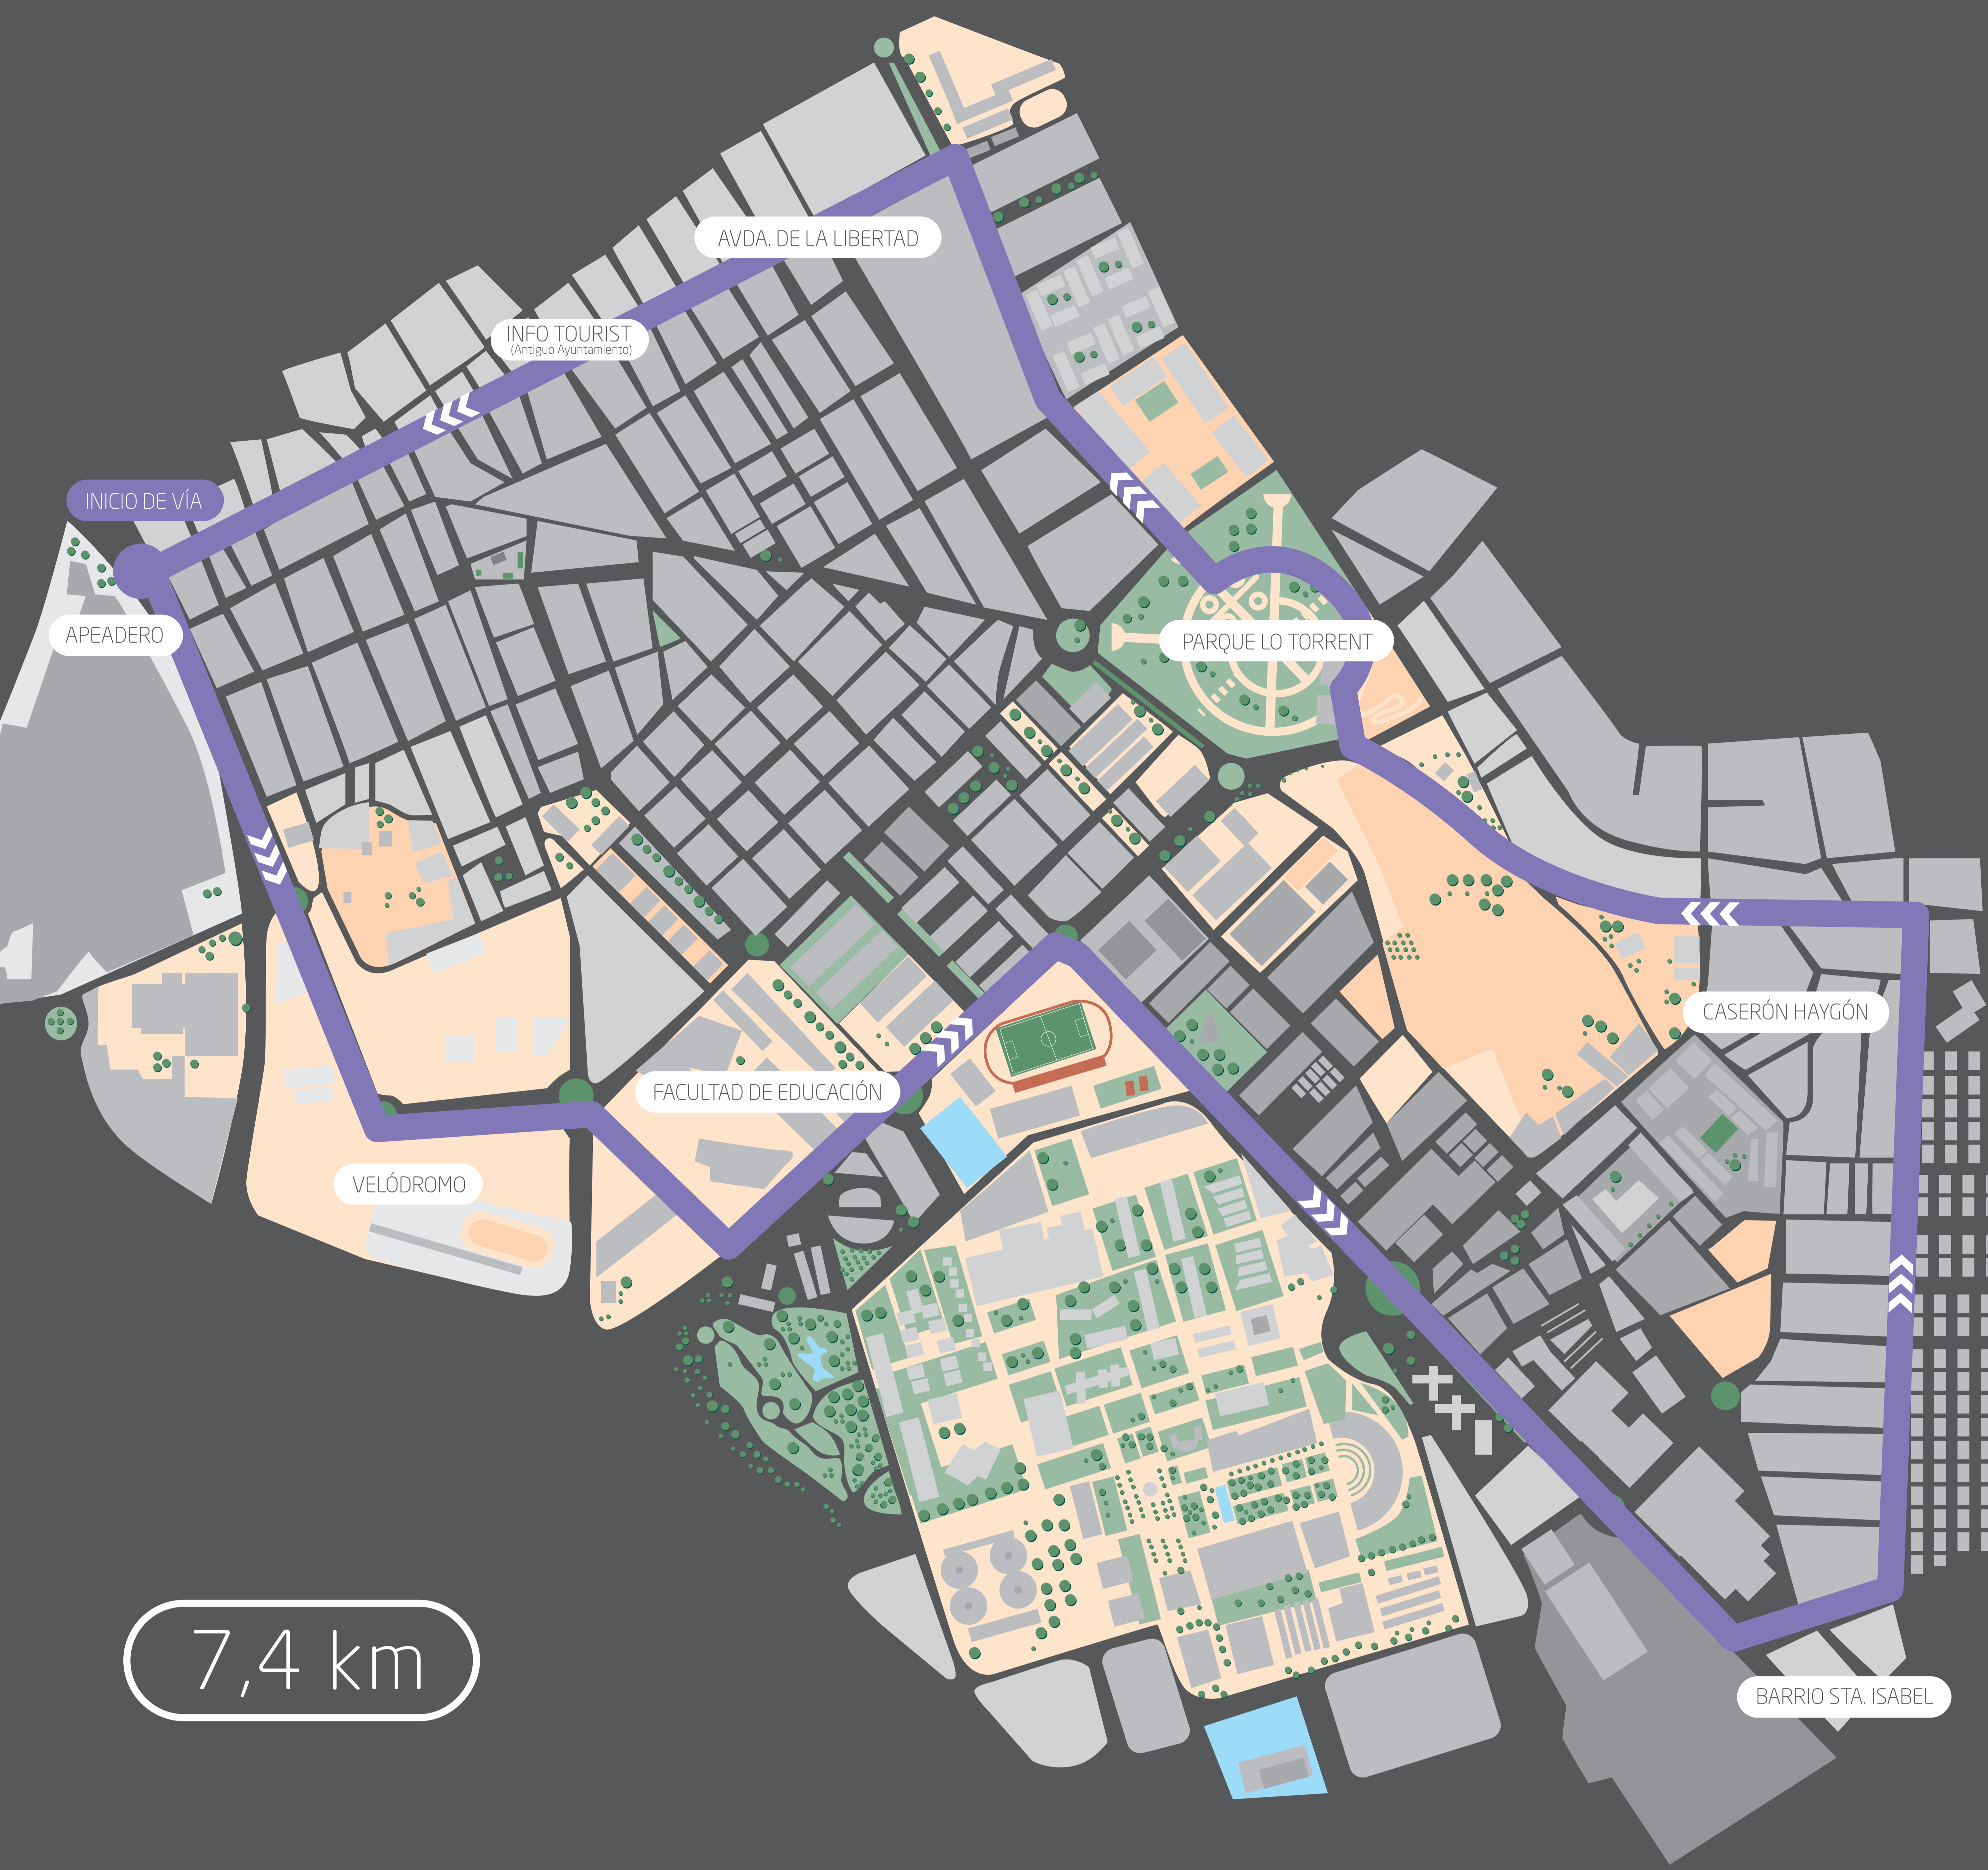 AVDA. DE LA LIBERTAD
INFO TOURIST
(Antiguo Ayuntamiento)
INICIO DE VÍA
APEADERO
PARQUE LO TORRENT
CASERÓN HAYGÓN
FACULTAD DE EDUCACIÓN
VELÓDROMO
7,4 km
BARRIO STA. ISABEL